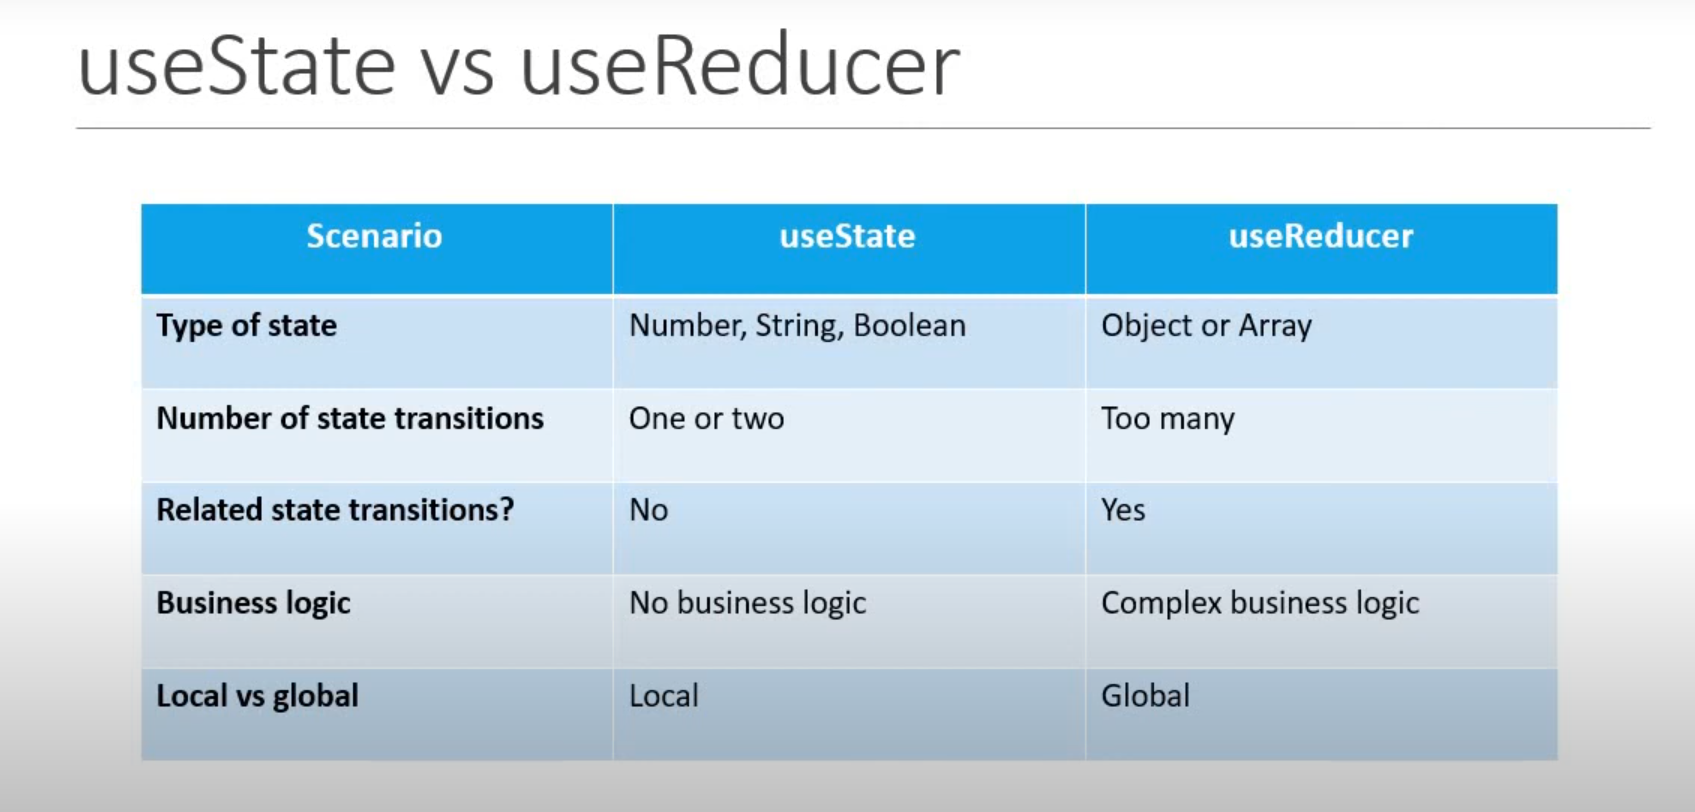 useState vs useReducer
Scenario
useState
useReducer
Type of state
Number, String, Boolean
Object or Array
Number of state transitions
One or two
Too many
Related state transitions?
No
Yes
Business logic
No business logic
Complex business logic
Local vs global
Local
Global